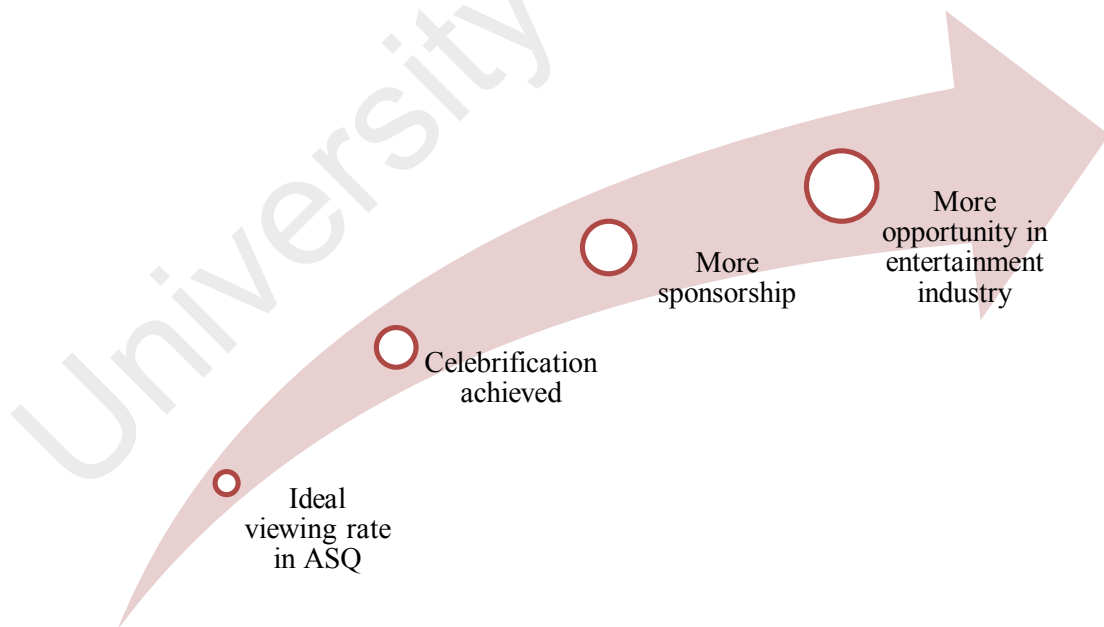 University
Ideal
viewing rate
in ASQ
Celebrification
achieved
More
sponsorship
More
opportunity in
entertainment
industry